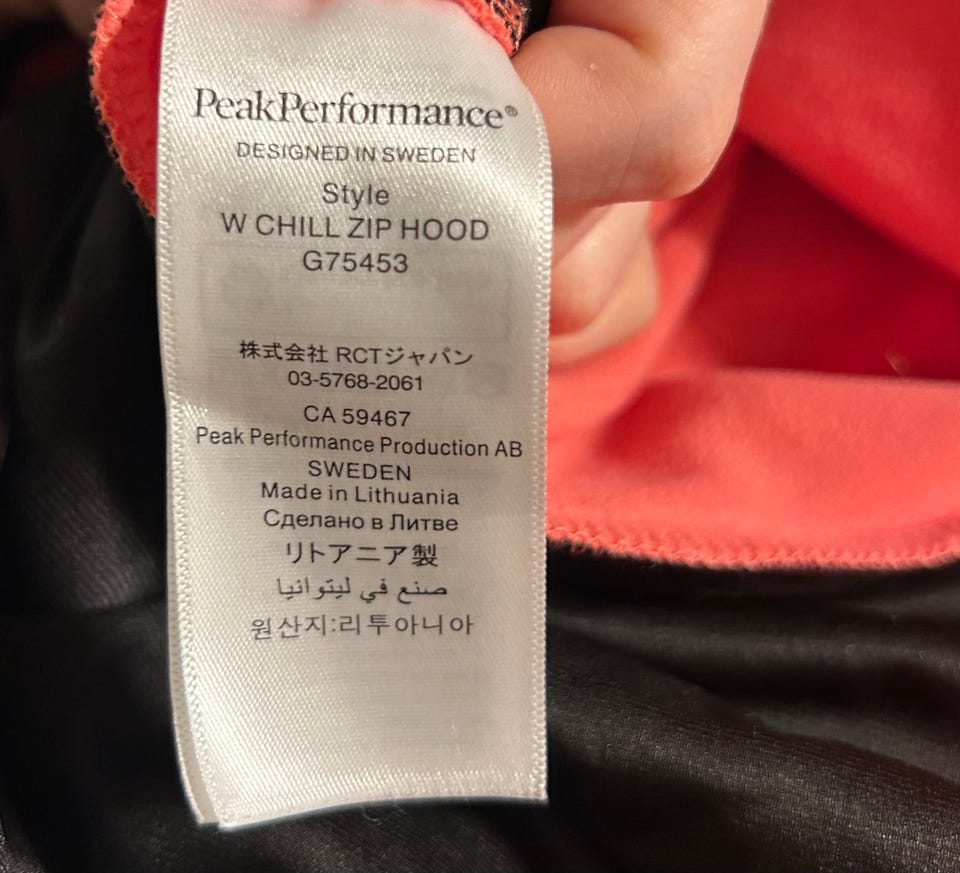 PeakPerformance®
DESIGNED IN SWEDEN
Style
W CHILL ZIP HOOD
G75453
株式会社 RCTジャパン
03-5768-2061
CA 59467
Peak Performance Production AB
SWEDEN
Made in Lithuania
Сделано в Литве
リトアニア製
صنع في ليتوانيا
원산지:리투아니아